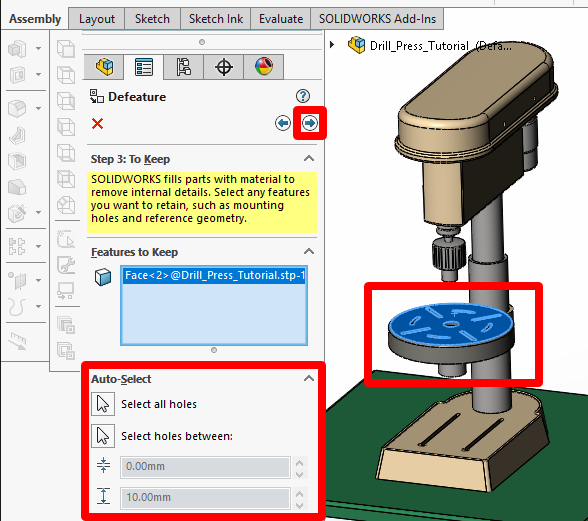 Assembly Layout Sketch Sketch Ink Evaluate SOLIDWORKS Add-Ins
Drill_Press_Tutorial .(Defa...
Defeature
Step 3: To Keep
SOLIDWORKS fills parts with material to
remove internal details. Select any features
you want to retain, such as mounting
holes and reference geometry.
Features to Keep
Face<2>@Drill_Press_Tutorial.stp-1
Auto-Select
Select all holes
Select holes between:
0.00mm
10.00mm